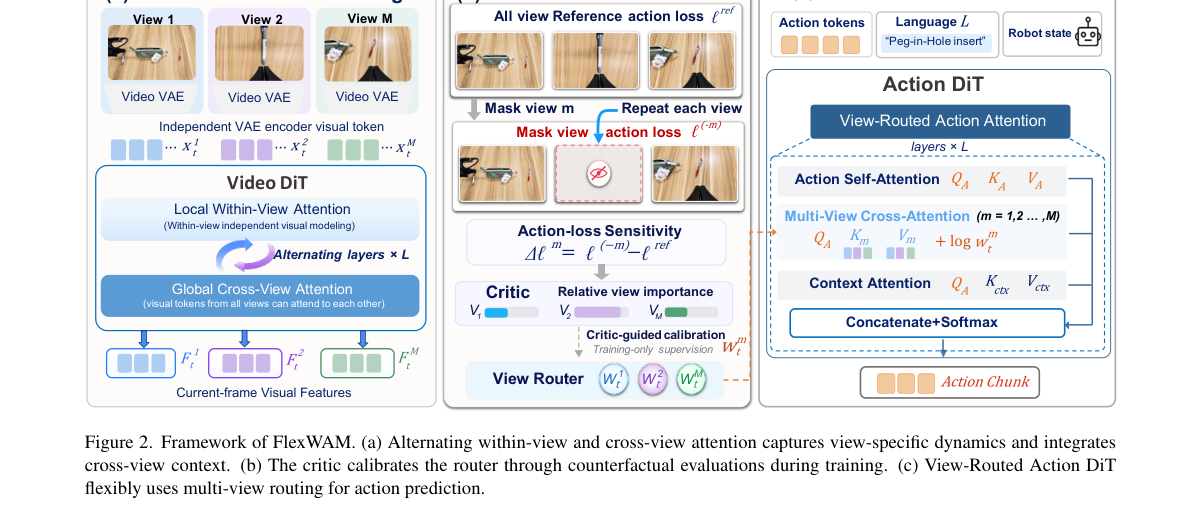 View 1
View 2
View M
Video VAE
Video VAE
Video VAE
Independent VAE encoder visual token
... x_t^1
... x_t^2
... x_t^M
Video DiT
Local Within-View Attention
(Within-view independent visual modeling)
Alternating layers × L
Global Cross-View Attention
(visual tokens from all views can attend to each other)
F_t^1
F_t^2
F_t^M
Current-frame Visual Features
All view Reference action loss ℓ^ref
Mask view m
Repeat each view
Mask view action loss ℓ^(-m)
Action-loss Sensitivity
Δℓ^m = ℓ^(−m) − ℓ^ref
Critic
Relative view importance
V_1
V_2
V_M
Critic-guided calibration
Training-only supervision
w_t^m
View Router
W_t^1
W_t^2
W_t^M
Action tokens
Language L
"Peg-in-Hole insert"
Robot state
Action DiT
View-Routed Action Attention
layers × L
Action Self-Attention Q_A K_A V_A
Multi-View Cross-Attention (m = 1,2 ... ,M)
Q_A K_m V_m + log w_t^m
Context Attention Q_A K_ctx V_ctx
Concatenate+Softmax
Action Chunk
Figure 2. Framework of FlexWAM. (a) Alternating within-view and cross-view attention captures view-specific dynamics and integrates
cross-view context. (b) The critic calibrates the router through counterfactual evaluations during training. (c) View-Routed Action DiT
flexibly uses multi-view routing for action prediction.